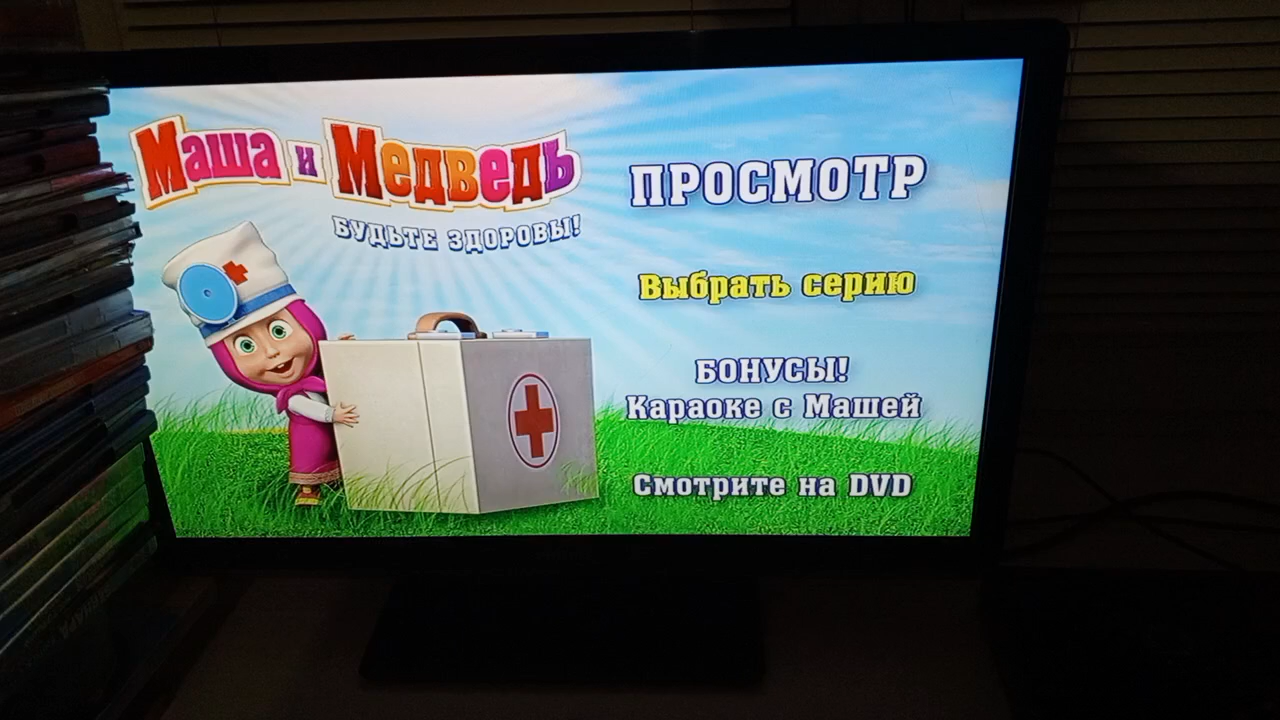 Маша и Медведь
БУДЬТЕ ЗДОРОВЫ!
ПРОСМОТР
Выбрать серию
БОНУСЫ!
Караоке с Машей
Смотрите на DVD